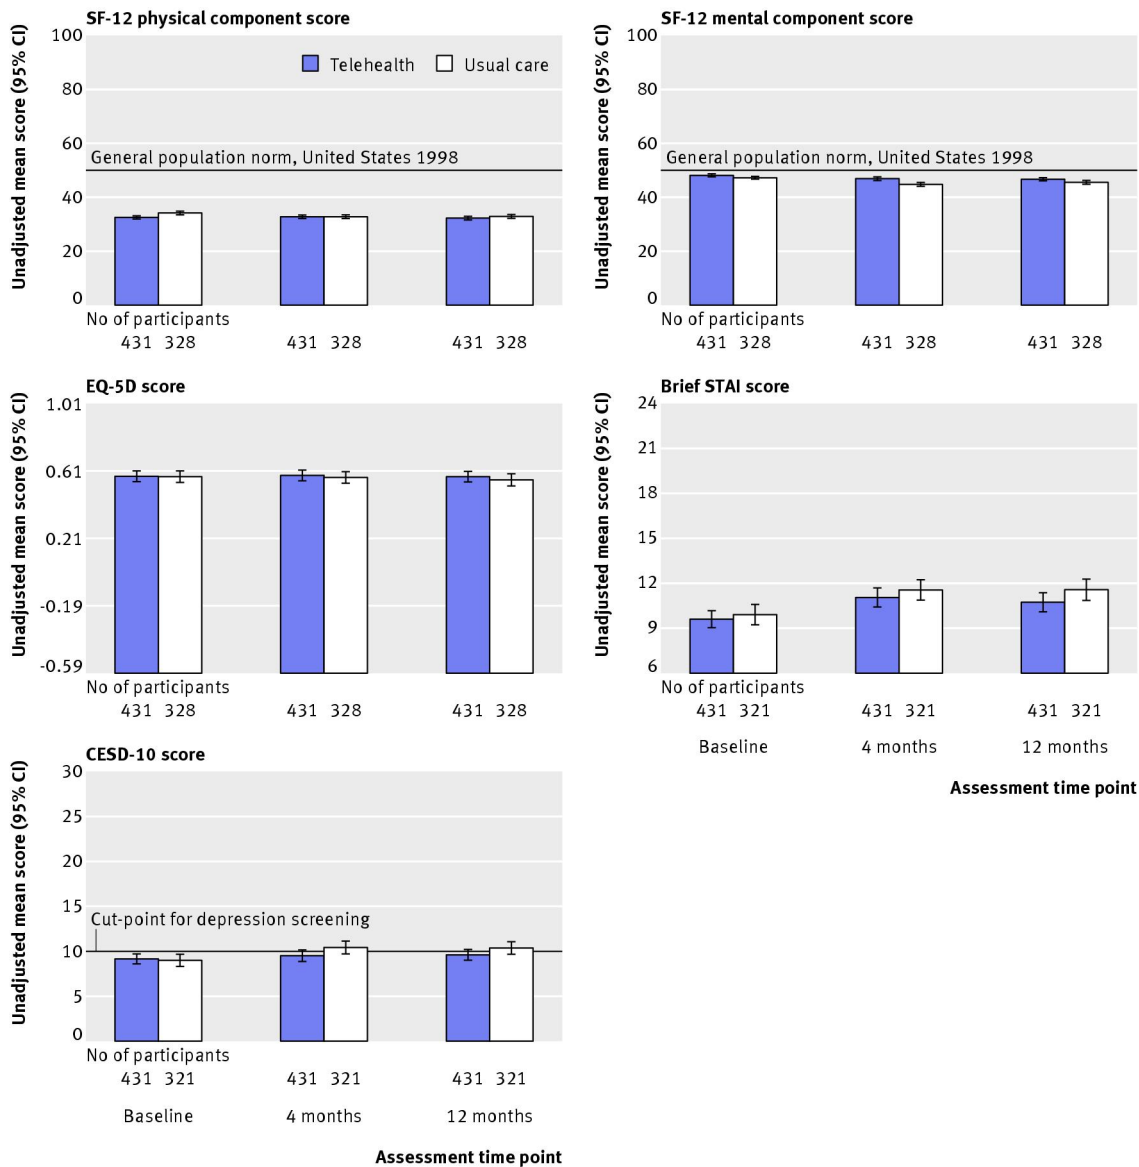 SF-12 physical component score
Unadjusted mean score (95% CI)
100
80
60
40
20
0
Telehealth
Usual care
General population norm, United States 1998
No of participants
431 328 431 328 431 328
SF-12 mental component score
Unadjusted mean score (95% CI)
100
80
60
40
20
0
General population norm, United States 1998
No of participants
431 328 431 328 431 328
EQ-5D score
Unadjusted mean score (95% CI)
1.01
0.61
0.21
-0.19
-0.59
No of participants
431 328 431 328 431 328
Brief STAI score
Unadjusted mean score (95% CI)
24
21
18
15
12
9
6
No of participants
431 321 431 321 431 321
Baseline 4 months 12 months
Assessment time point
CESD-10 score
Unadjusted mean score (95% CI)
30
25
20
15
10
5
0
Cut-point for depression screening
No of participants
431 321 431 321 431 321
Baseline 4 months 12 months
Assessment time point